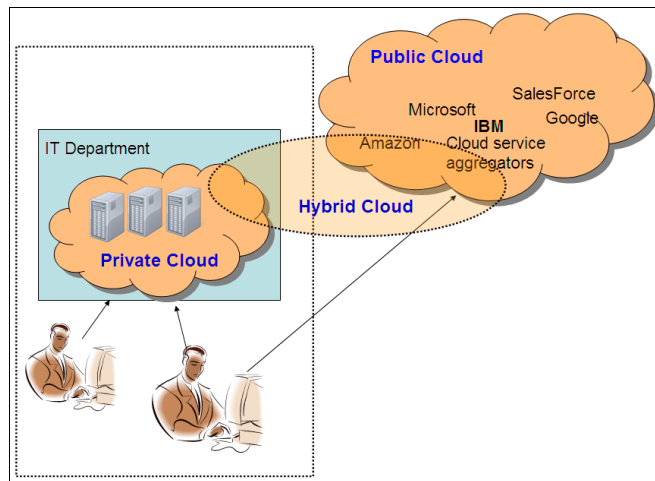 Public Cloud
SalesForce
Microsoft
Google
IBM
Amazon
Cloud service
aggregators
IT Department
Hybrid Cloud
Private Cloud